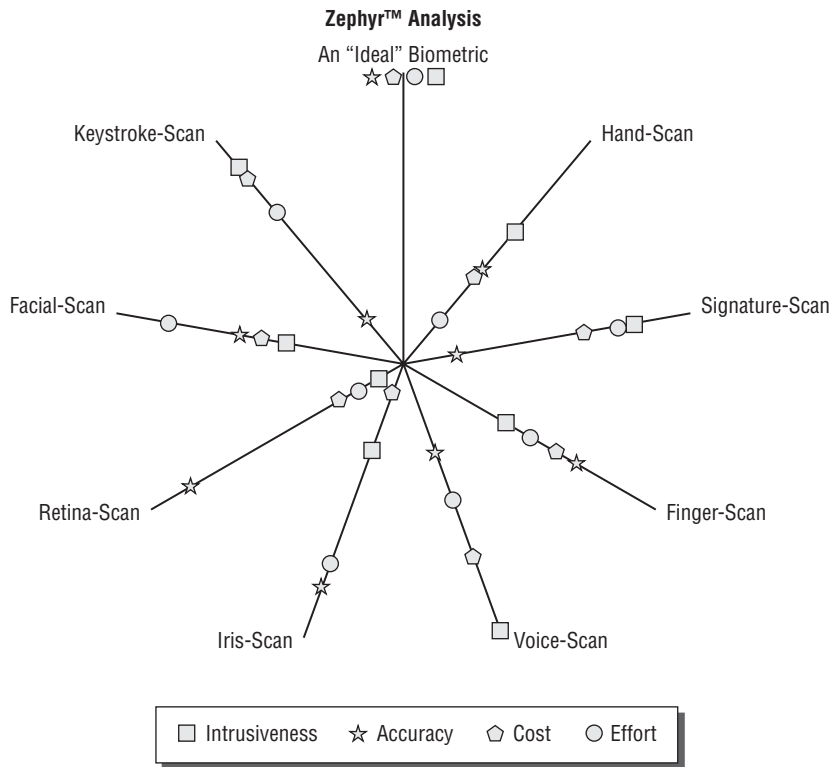 Zephyr™ Analysis
An “Ideal” Biometric
Keystroke-Scan
Hand-Scan
Facial-Scan
Signature-Scan
Retina-Scan
Finger-Scan
Iris-Scan
Voice-Scan
Intrusiveness Accuracy Cost Effort